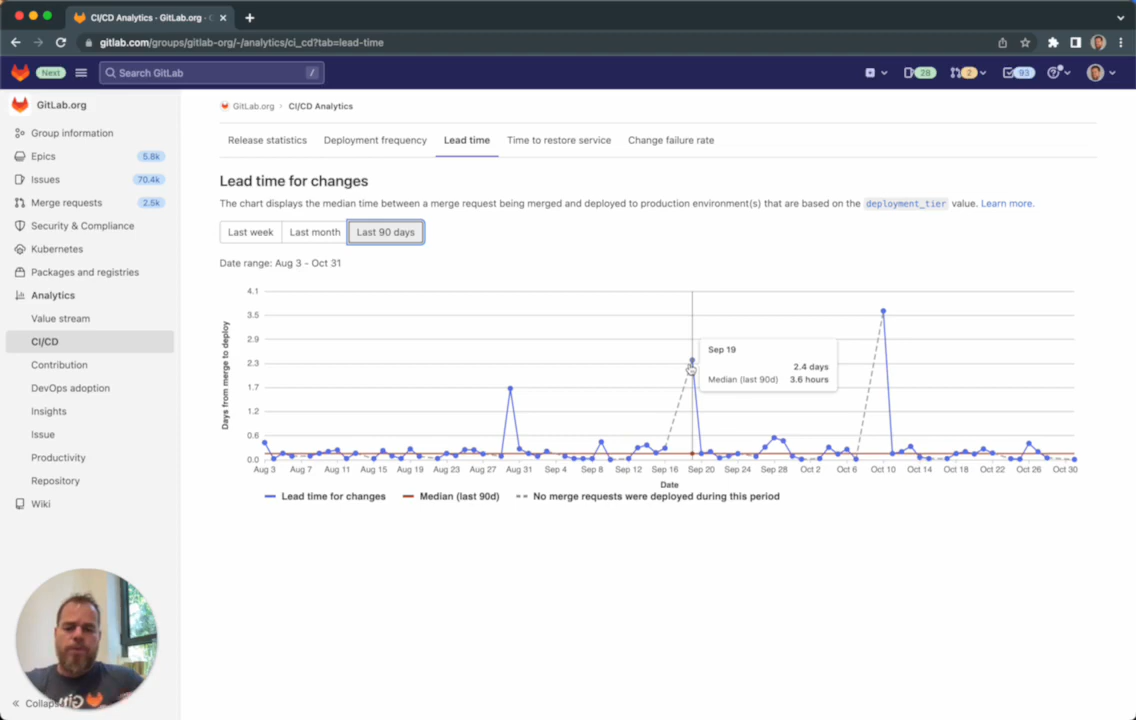 CI/CD Analytics - GitLab.org · G
gitlab.com/groups/gitlab-org/-/analytics/ci_cd?tab=lead-time
Next
Search GitLab
/
28
2
93
GitLab.org
Group information
Epics 5.8k
Issues 70.4k
Merge requests 2.5k
Security & Compliance
Kubernetes
Packages and registries
Analytics
Value stream
CI/CD
Contribution
DevOps adoption
Insights
Issue
Productivity
Repository
Wiki
Collaps
GitLab.org › CI/CD Analytics
Release statistics Deployment frequency Lead time Time to restore service Change failure rate
Lead time for changes
The chart displays the median time between a merge request being merged and deployed to production environment(s) that are based on the deployment_tier value. Learn more.
Last week Last month Last 90 days
Date range: Aug 3 - Oct 31
Days from merge to deploy
4.1
3.5
2.9
2.3
1.7
1.2
0.6
0.0
Sep 19
2.4 days
Median (last 90d) 3.6 hours
Aug 3 Aug 7 Aug 11 Aug 15 Aug 19 Aug 23 Aug 27 Aug 31 Sep 4 Sep 8 Sep 12 Sep 16 Sep 20 Sep 24 Sep 28 Oct 2 Oct 6 Oct 10 Oct 14 Oct 18 Oct 22 Oct 26 Oct 30
Date
Lead time for changes Median (last 90d) No merge requests were deployed during this period